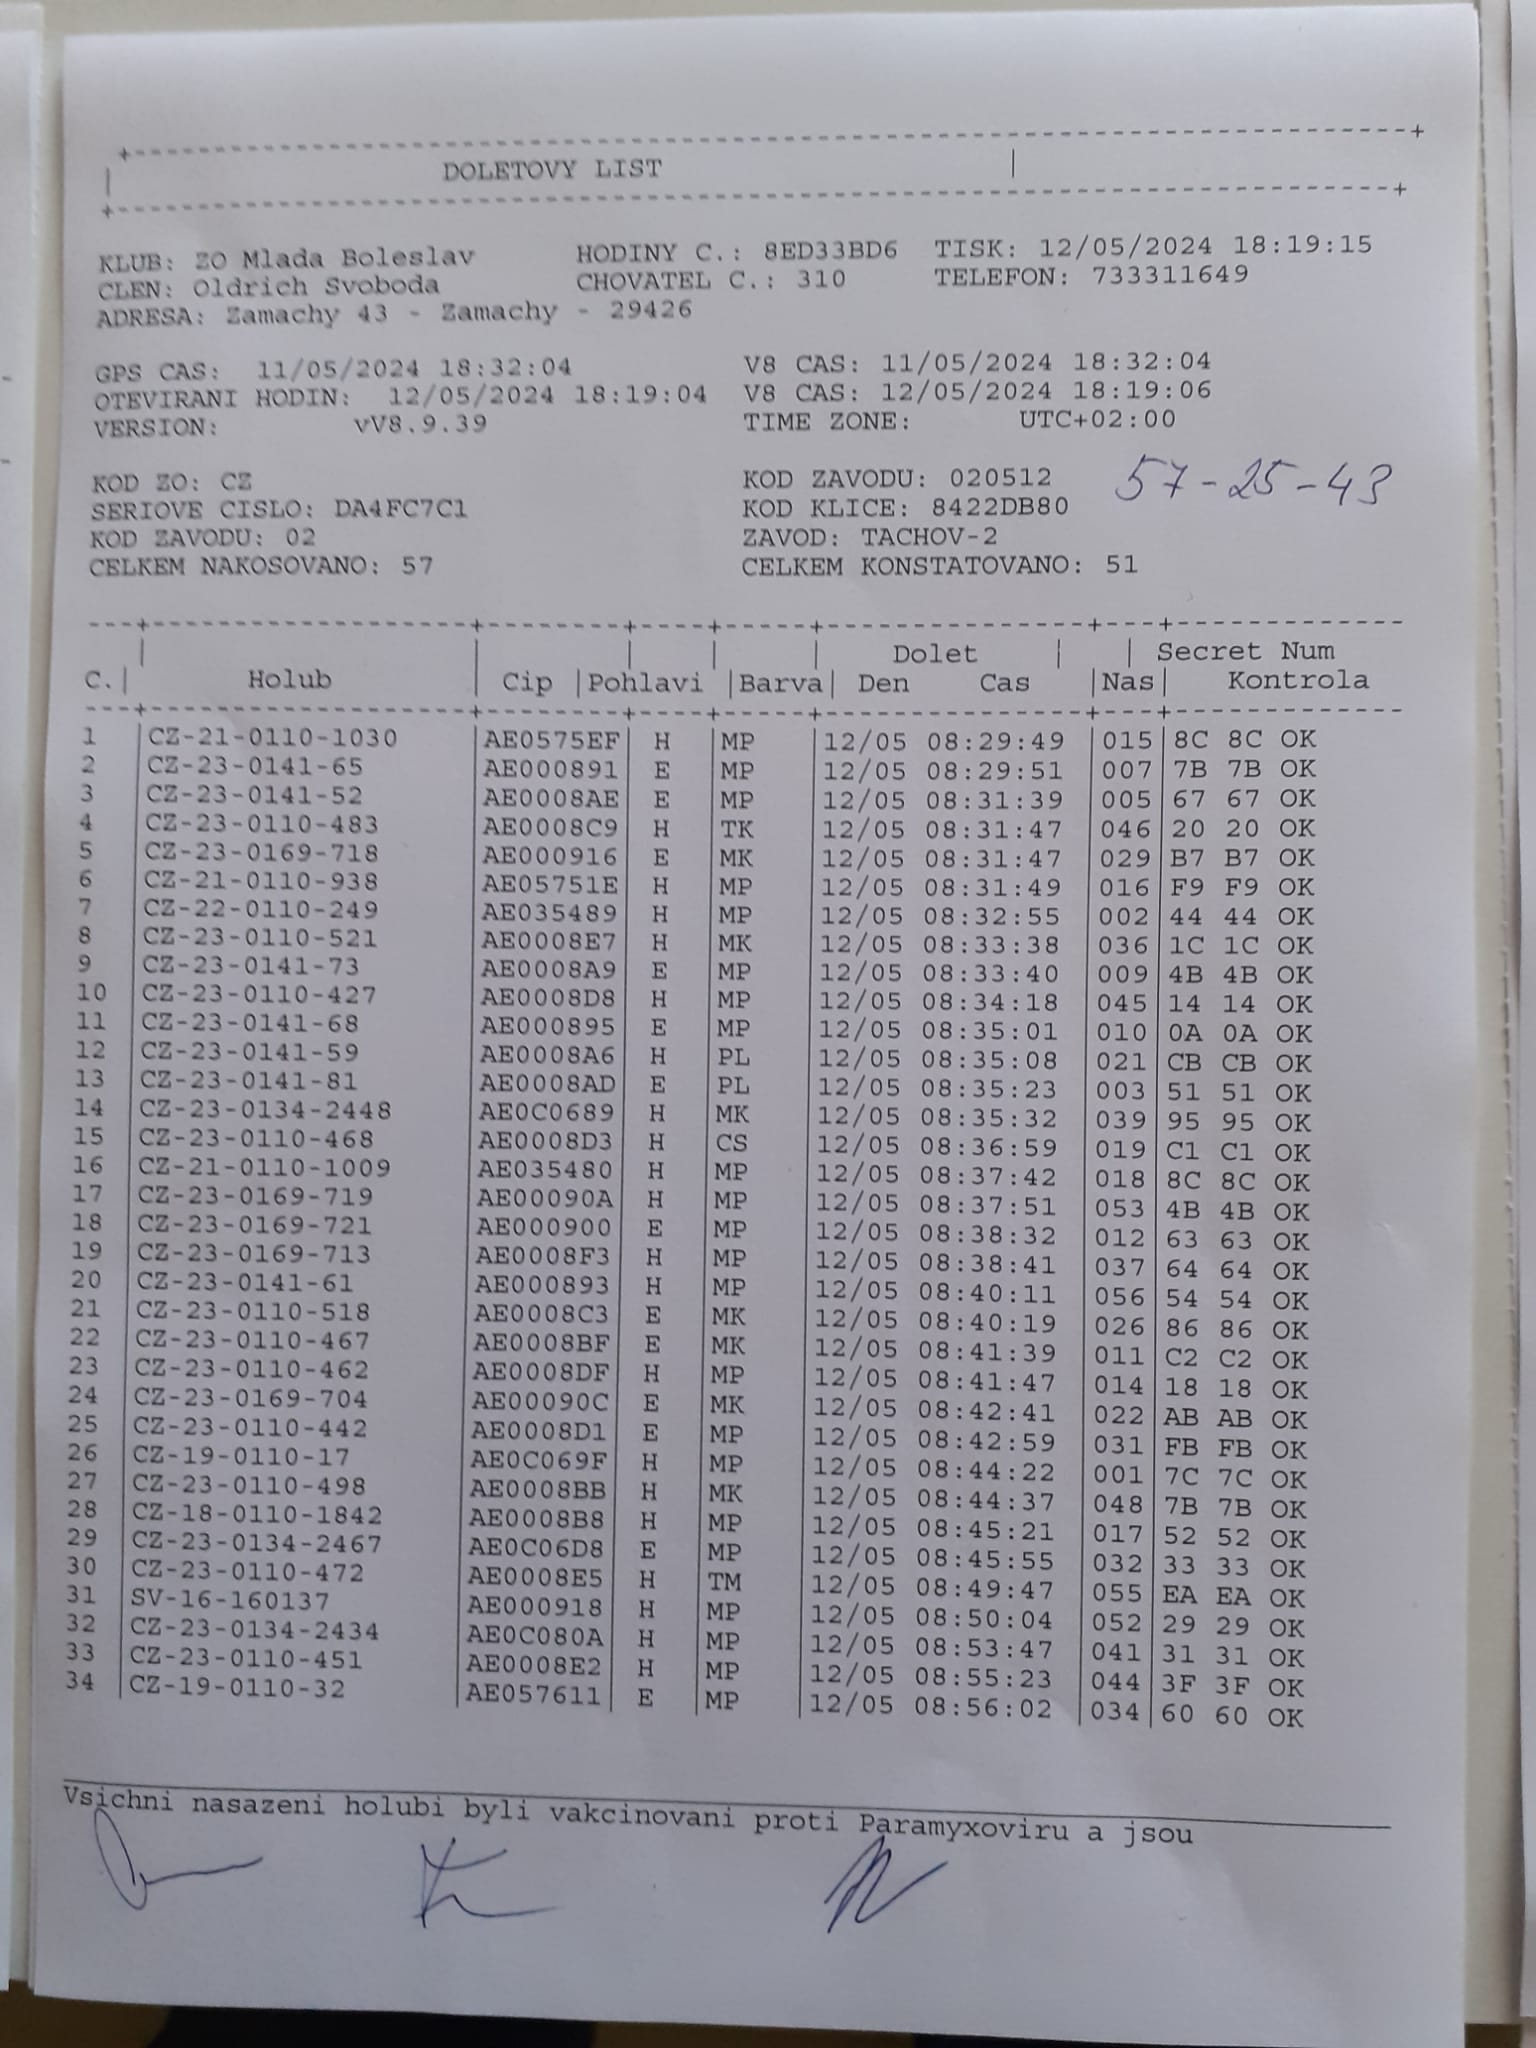 DOLETOVY LIST
KLUB: ZO Mlada Boleslav HODINY C.: 8ED33BD6 TISK: 12/05/2024 18:19:15
CLEN: Oldrich Svoboda CHOVATEL C.: 310 TELEFON: 733311649
ADRESA: Zamachy 43 - Zamachy - 29426
GPS CAS: 11/05/2024 18:32:04 V8 CAS: 11/05/2024 18:32:04
OTEVIRANI HODIN: 12/05/2024 18:19:04 V8 CAS: 12/05/2024 18:19:06
VERSION: vV8.9.39 TIME ZONE: UTC+02:00
KOD ZO: CZ KOD ZAVODU: 020512 57-25-43
SERIOVE CISLO: DA4FC7C1 KOD KLICE: 8422DB80
KOD ZAVODU: 02 ZAVOD: TACHOV-2
CELKEM NAKOSOVANO: 57 CELKEM KONSTATOVANO: 51
Dolet | | Secret Num
C.| Holub | Cip |Pohlavi |Barva| Den Cas |Nas| Kontrola
1 |CZ-21-0110-1030 |AE0575EF| H |MP |12/05 08:29:49 |015|8C 8C OK
2 |CZ-23-0141-65 |AE000891| E |MP |12/05 08:29:51 |007|7B 7B OK
3 |CZ-23-0141-52 |AE0008AE| E |MP |12/05 08:31:39 |005|67 67 OK
4 |CZ-23-0110-483 |AE0008C9| H |TK |12/05 08:31:47 |046|20 20 OK
5 |CZ-23-0169-718 |AE000916| E |MK |12/05 08:31:47 |029|B7 B7 OK
6 |CZ-21-0110-938 |AE05751E| H |MP |12/05 08:31:49 |016|F9 F9 OK
7 |CZ-22-0110-249 |AE035489| H |MP |12/05 08:32:55 |002|44 44 OK
8 |CZ-23-0110-521 |AE0008E7| H |MK |12/05 08:33:38 |036|1C 1C OK
9 |CZ-23-0141-73 |AE0008A9| E |MP |12/05 08:33:40 |009|4B 4B OK
10 |CZ-23-0110-427 |AE0008D8| H |MP |12/05 08:34:18 |045|14 14 OK
11 |CZ-23-0141-68 |AE000895| E |MP |12/05 08:35:01 |010|0A 0A OK
12 |CZ-23-0141-59 |AE0008A6| H |PL |12/05 08:35:08 |021|CB CB OK
13 |CZ-23-0141-81 |AE0008AD| E |PL |12/05 08:35:23 |003|51 51 OK
14 |CZ-23-0134-2448 |AE0C0689| H |MK |12/05 08:35:32 |039|95 95 OK
15 |CZ-23-0110-468 |AE0008D3| H |CS |12/05 08:36:59 |019|C1 C1 OK
16 |CZ-21-0110-1009 |AE035480| H |MP |12/05 08:37:42 |018|8C 8C OK
17 |CZ-23-0169-719 |AE00090A| H |MP |12/05 08:37:51 |053|4B 4B OK
18 |CZ-23-0169-721 |AE000900| E |MP |12/05 08:38:32 |012|63 63 OK
19 |CZ-23-0169-713 |AE0008F3| H |MP |12/05 08:38:41 |037|64 64 OK
20 |CZ-23-0141-61 |AE000893| H |MP |12/05 08:40:11 |056|54 54 OK
21 |CZ-23-0110-518 |AE0008C3| E |MK |12/05 08:40:19 |026|86 86 OK
22 |CZ-23-0110-467 |AE0008BF| E |MK |12/05 08:41:39 |011|C2 C2 OK
23 |CZ-23-0110-462 |AE0008DF| H |MP |12/05 08:41:47 |014|18 18 OK
24 |CZ-23-0169-704 |AE00090C| E |MK |12/05 08:42:41 |022|AB AB OK
25 |CZ-23-0110-442 |AE0008D1| E |MP |12/05 08:42:59 |031|FB FB OK
26 |CZ-19-0110-17 |AE0C069F| H |MP |12/05 08:44:22 |001|7C 7C OK
27 |CZ-23-0110-498 |AE0008BB| H |MK |12/05 08:44:37 |048|7B 7B OK
28 |CZ-18-0110-1842 |AE0008B8| H |MP |12/05 08:45:21 |017|52 52 OK
29 |CZ-23-0134-2467 |AE0C06D8| E |MP |12/05 08:45:55 |032|33 33 OK
30 |CZ-23-0110-472 |AE0008E5| H |TM |12/05 08:49:47 |055|EA EA OK
31 |SV-16-160137 |AE000918| H |MP |12/05 08:50:04 |052|29 29 OK
32 |CZ-23-0134-2434 |AE0C080A| H |MP |12/05 08:53:47 |041|31 31 OK
33 |CZ-23-0110-451 |AE0008E2| H |MP |12/05 08:55:23 |044|3F 3F OK
34 |CZ-19-0110-32 |AE057611| E |MP |12/05 08:56:02 |034|60 60 OK
Vsichni nasazeni holubi byli vakcinovani proti Paramyxoviru a jsou